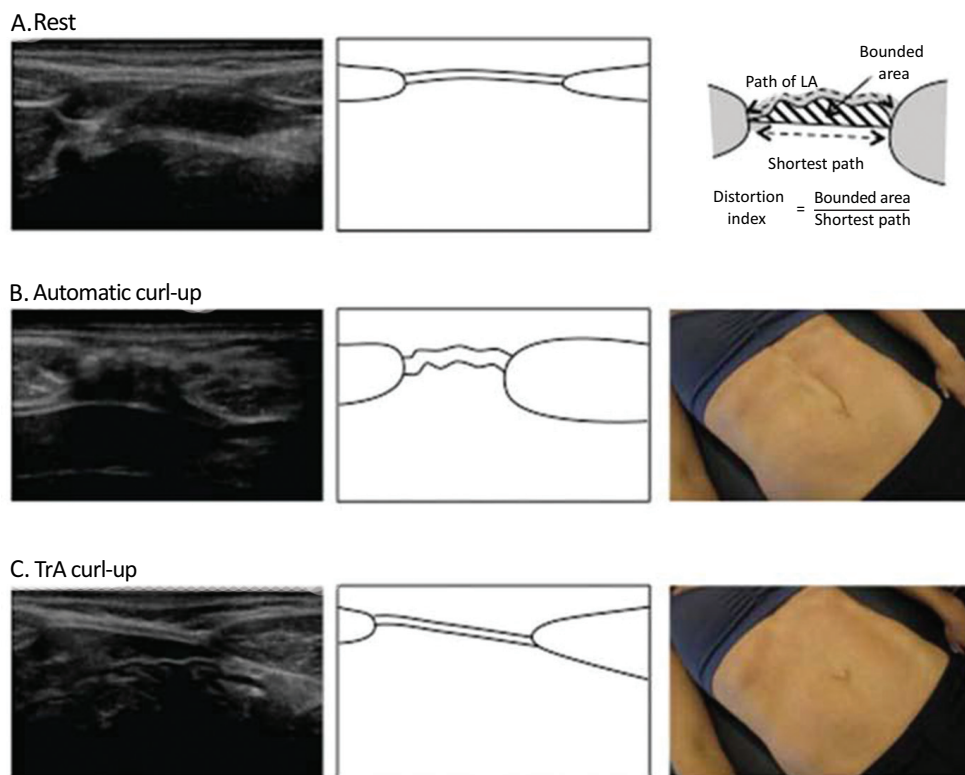 A. Rest
Path of LA
Bounded
area
Shortest path
Distortion
index
= Bounded area
Shortest path
B. Automatic curl-up
C. TrA curl-up